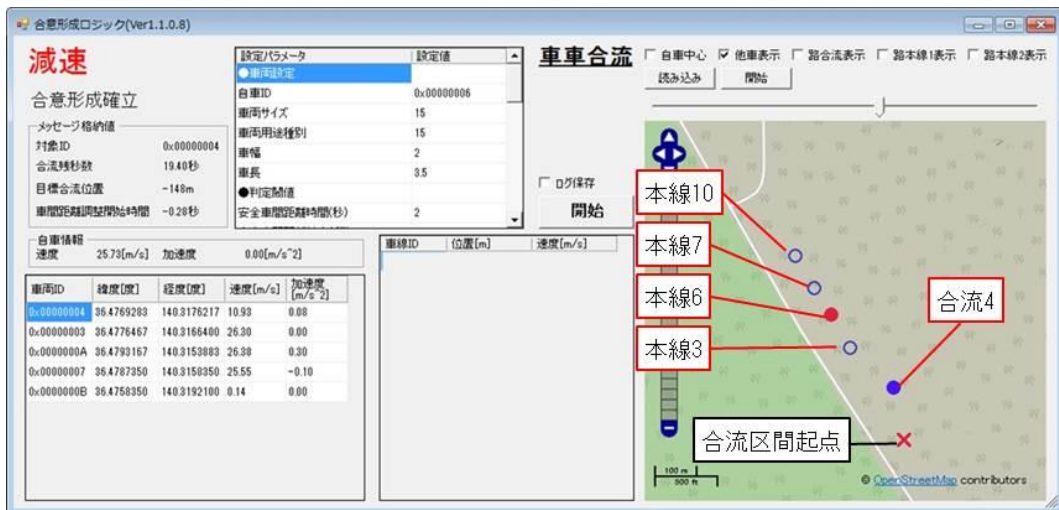 合意形成ロジック(Ver1.1.0.8)
減速
合意形成確立
メッセージ格納値
対象ID 0x00000004
合流残秒数 19.40秒
目標合流位置 -148m
車間距離調整開始時間 -0.28秒
設定パラメータ 設定値
●車両設定
自車ID 0x00000006
車両サイズ 15
車両用途種別 15
車幅 2
車長 3.5
●判定閾値
安全車間距離時間(秒) 2
車車合流
自車中心 他車表示 路合流表示 路本線1表示 路本線2表示
読み込み 開始
ログ保存
開始
自車情報
速度 25.73[m/s] 加速度 0.00[m/s^2]
車両ID 緯度[度] 経度[度] 速度[m/s] 加速度[m/s^2]
0x00000004 36.4769283 140.3176217 10.93 0.08
0x00000003 36.4776467 140.3166400 26.30 0.00
0x0000000A 36.4793167 140.3153883 26.38 0.30
0x00000007 36.4787350 140.3158350 25.55 -0.10
0x0000000B 36.4758350 140.3192100 0.14 0.00
車線ID 位置[m] 速度[m/s]
本線10
本線7
本線6
本線3
合流4
合流区間起点
100 m
500 ft
© OpenStreetMap contributors